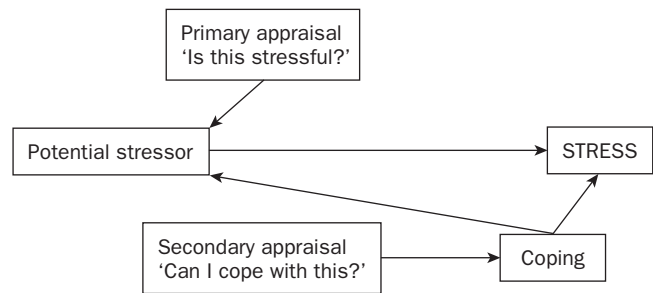 Primary appraisal
‘Is this stressful?’
Potential stressor
STRESS
Secondary appraisal
‘Can I cope with this?’
Coping